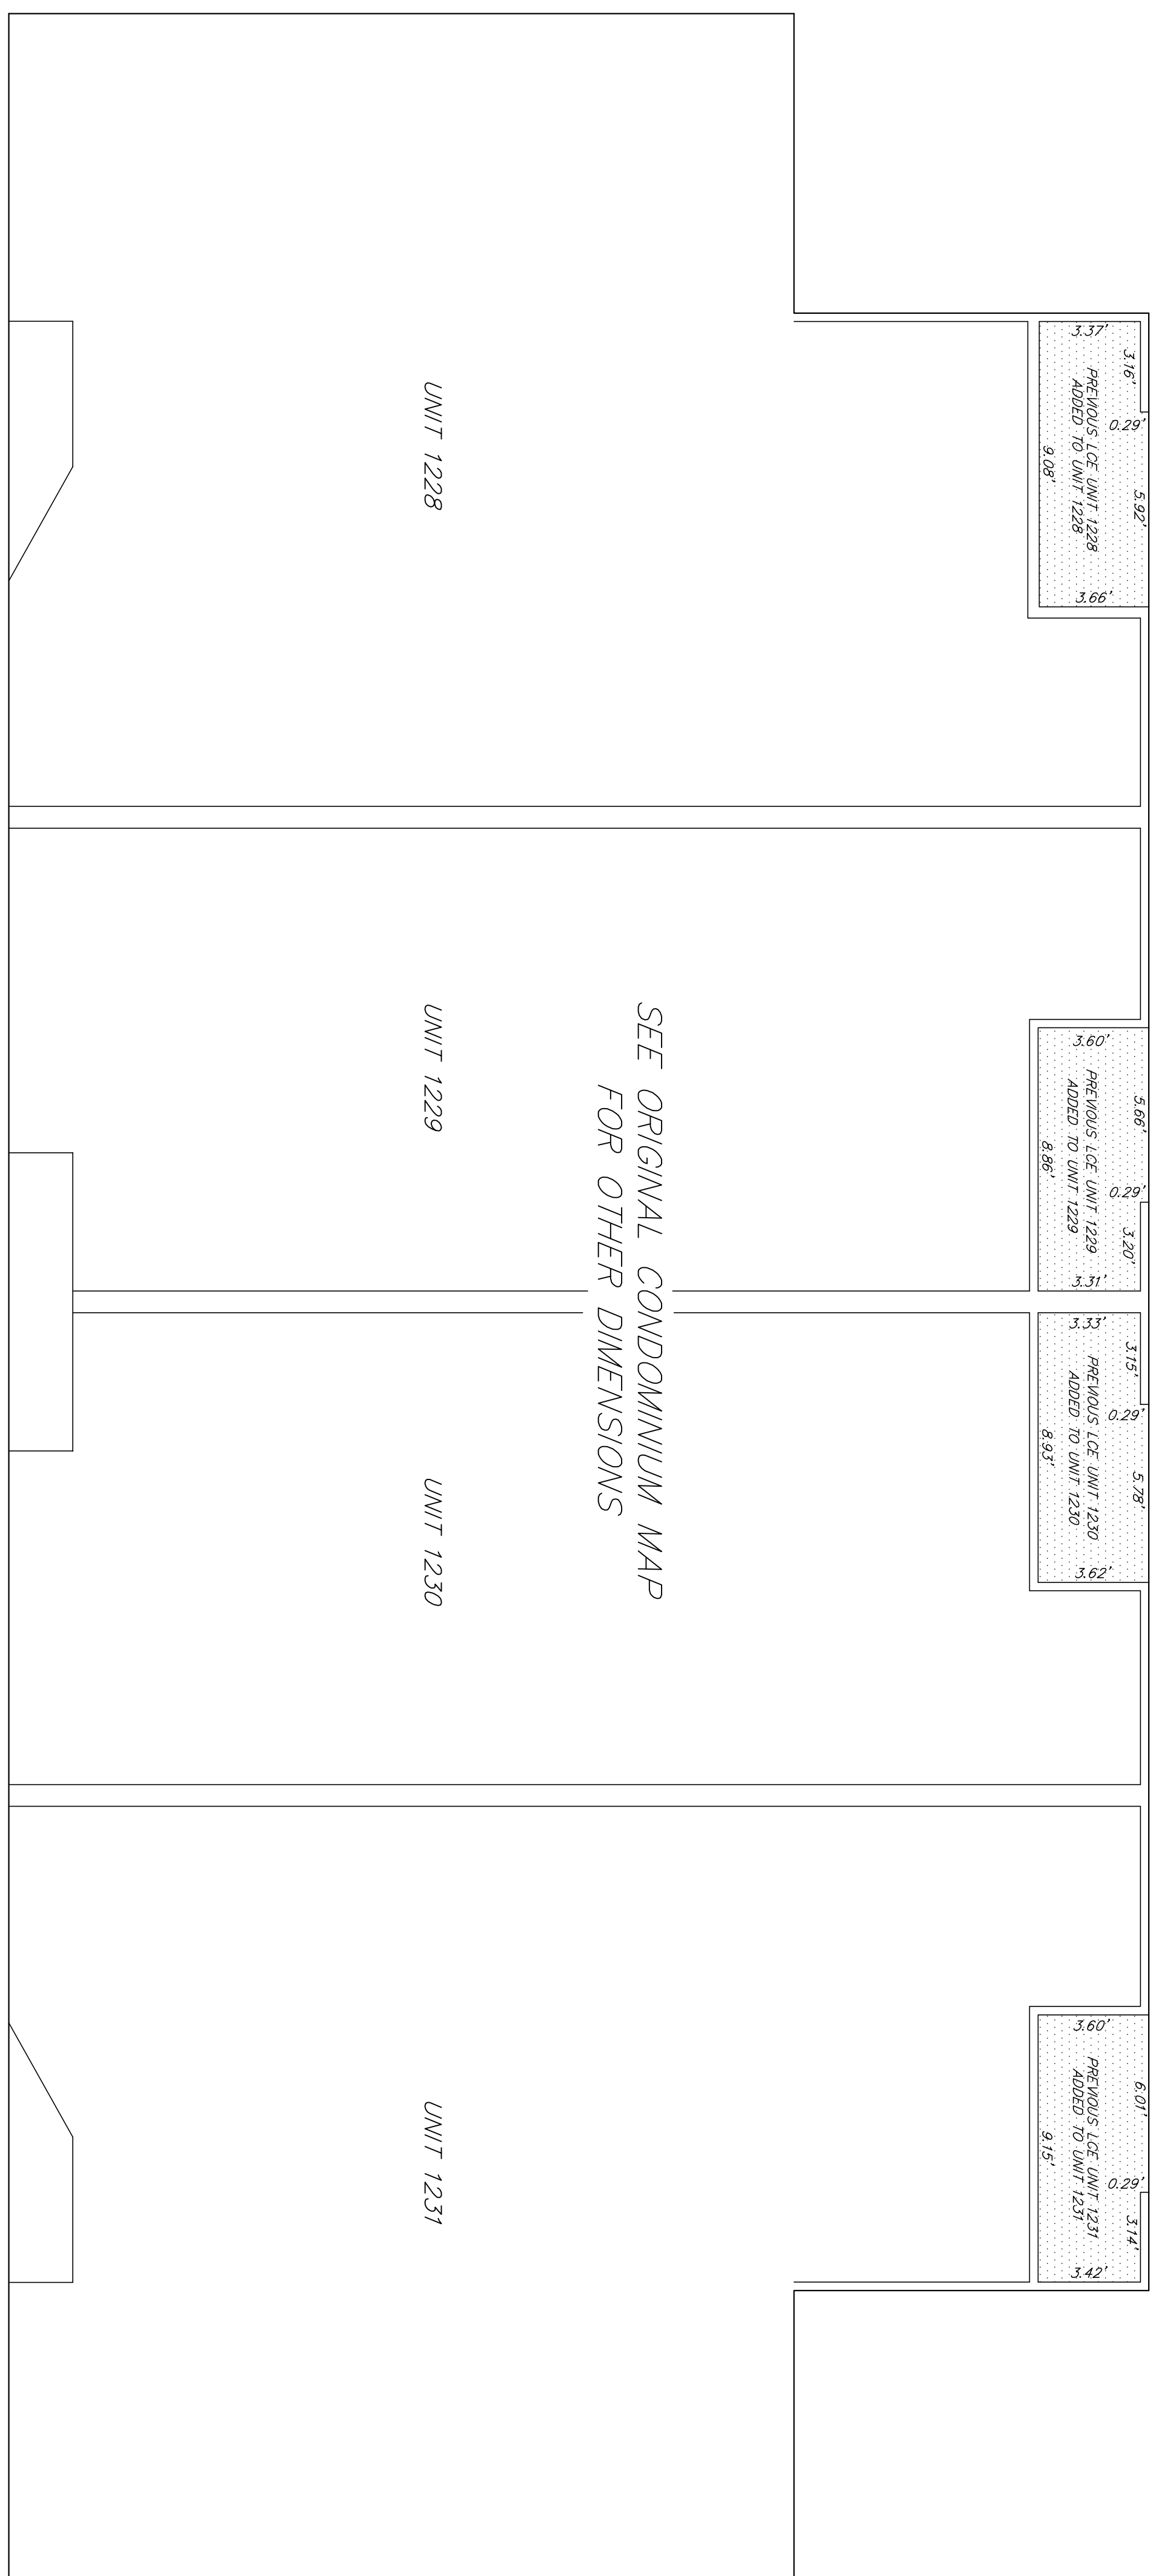 3.37'
3.16'
0.29'
5.92'
PREVIOUS LCE UNIT 1228
ADDED TO UNIT 1228
9.08'
3.66'
UNIT 1228
3.60'
5.66'
0.29'
3.20'
PREVIOUS LCE UNIT 1229
ADDED TO UNIT 1229
8.86'
3.31'
UNIT 1229
SEE ORIGINAL CONDOMINIUM MAP
FOR OTHER DIMENSIONS
3.33'
3.15'
0.29'
5.78'
PREVIOUS LCE UNIT 1230
ADDED TO UNIT 1230
8.93'
3.62'
UNIT 1230
3.60'
6.01'
0.29'
3.14'
PREVIOUS LCE UNIT 1231
ADDED TO UNIT 1231
9.15'
3.42'
UNIT 1231